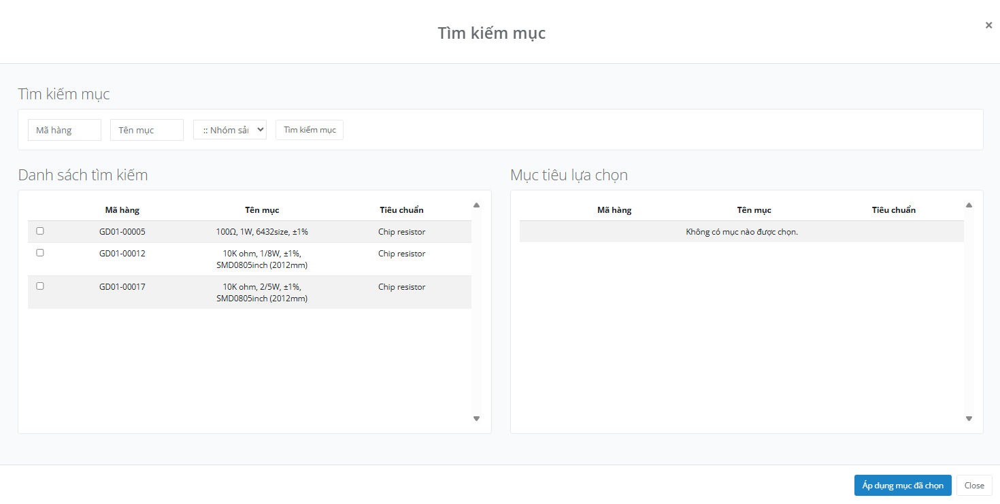 Tìm kiếm mục
×
Tìm kiếm mục
Mã hàng
Tên mục
:: Nhóm sả
Tìm kiếm mục
Danh sách tìm kiếm
Mã hàng Tên mục Tiêu chuẩn
GD01-00005 100Ω, 1W, 6432size, ±1% Chip resistor
GD01-00012 10K ohm, 1/8W, ±1%, Chip resistor
SMD0805inch (2012mm)
GD01-00017 10K ohm, 2/5W, ±1%, Chip resistor
SMD0805inch (2012mm)
Mục tiêu lựa chọn
Mã hàng Tên mục Tiêu chuẩn
Không có mục nào được chọn.
Áp dụng mục đã chọn
Close